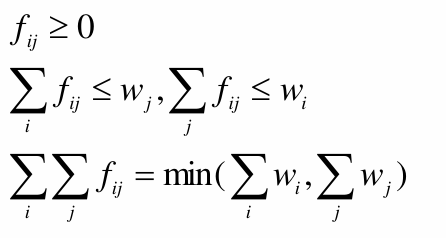 f_{ij} ≥ 0
∑_i f_{ij} ≤ w_j, ∑_j f_{ij} ≤ w_i
∑_i ∑_j f_{ij} = min(∑_i w_i, ∑_j w_j)